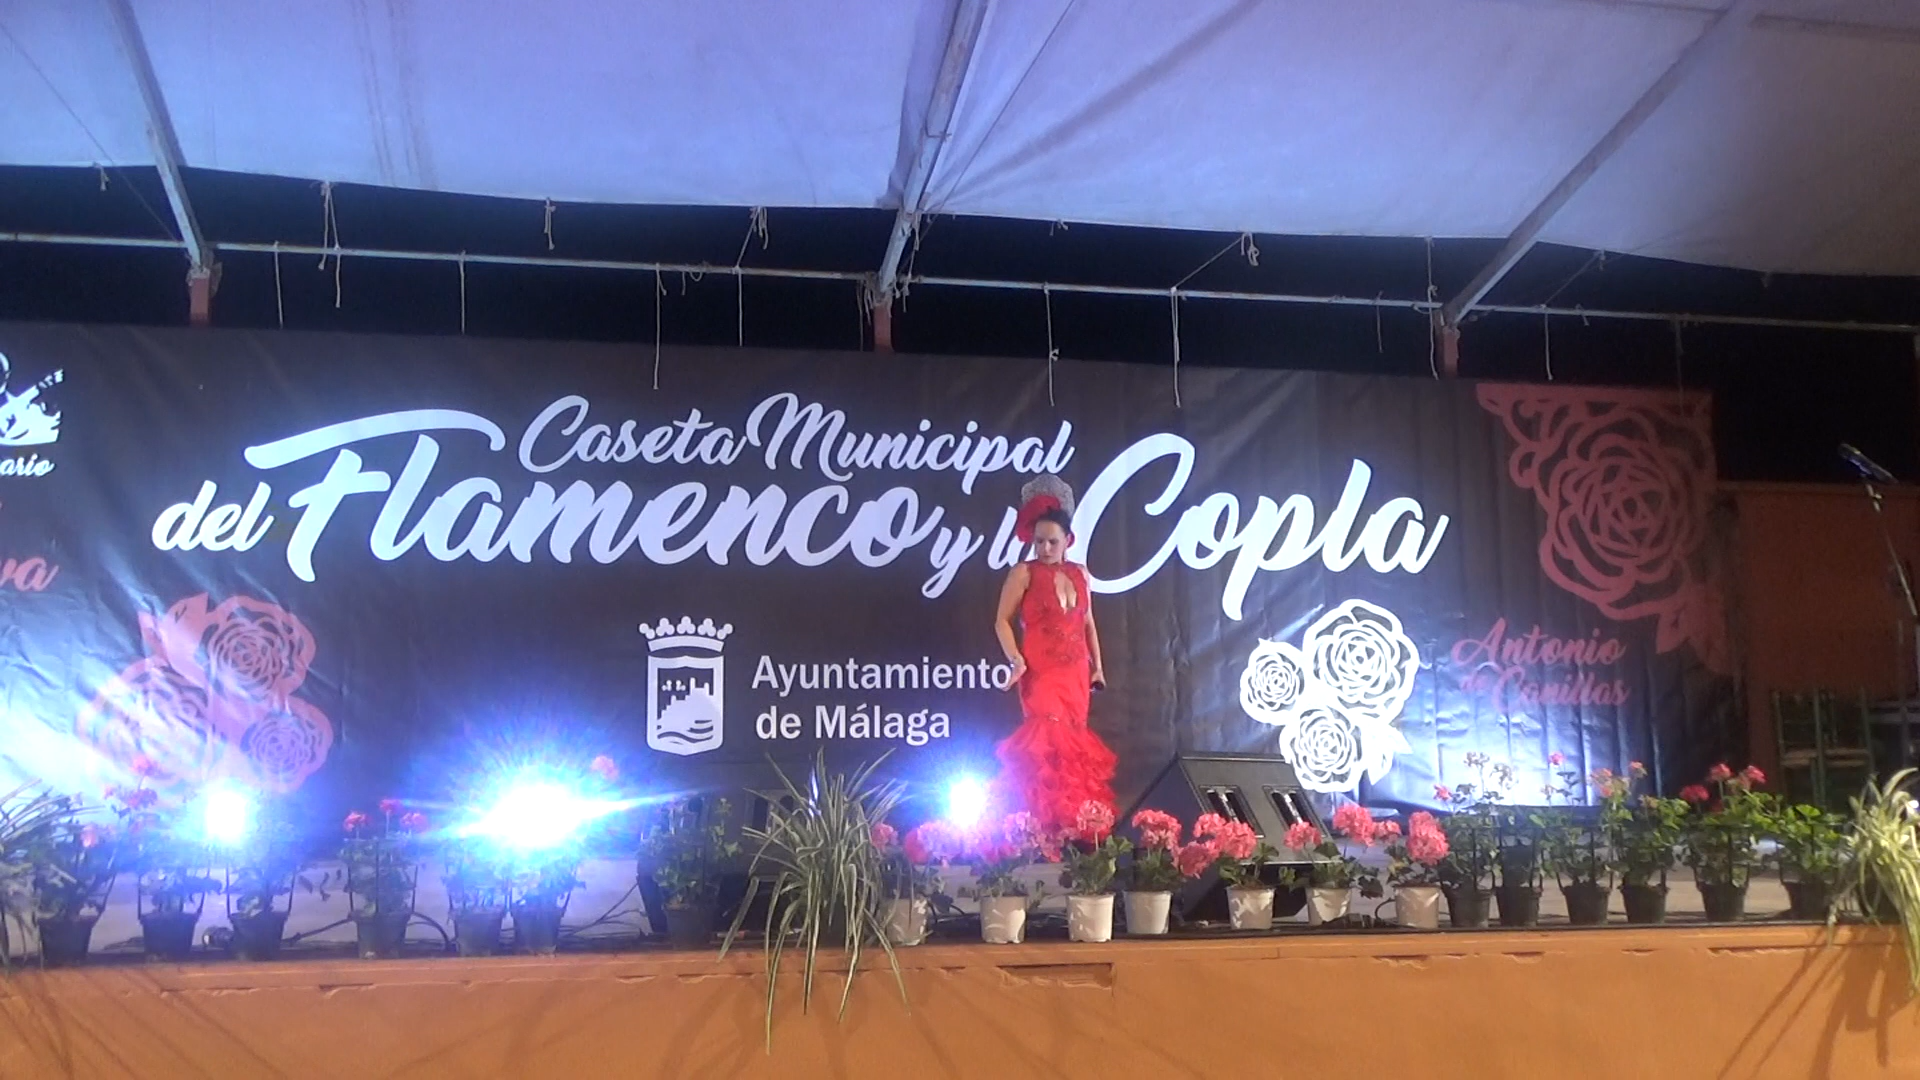 Caseta Municipal
del Flamenco y la Copla
Ayuntamiento
de Málaga
Antonio
de Canillas